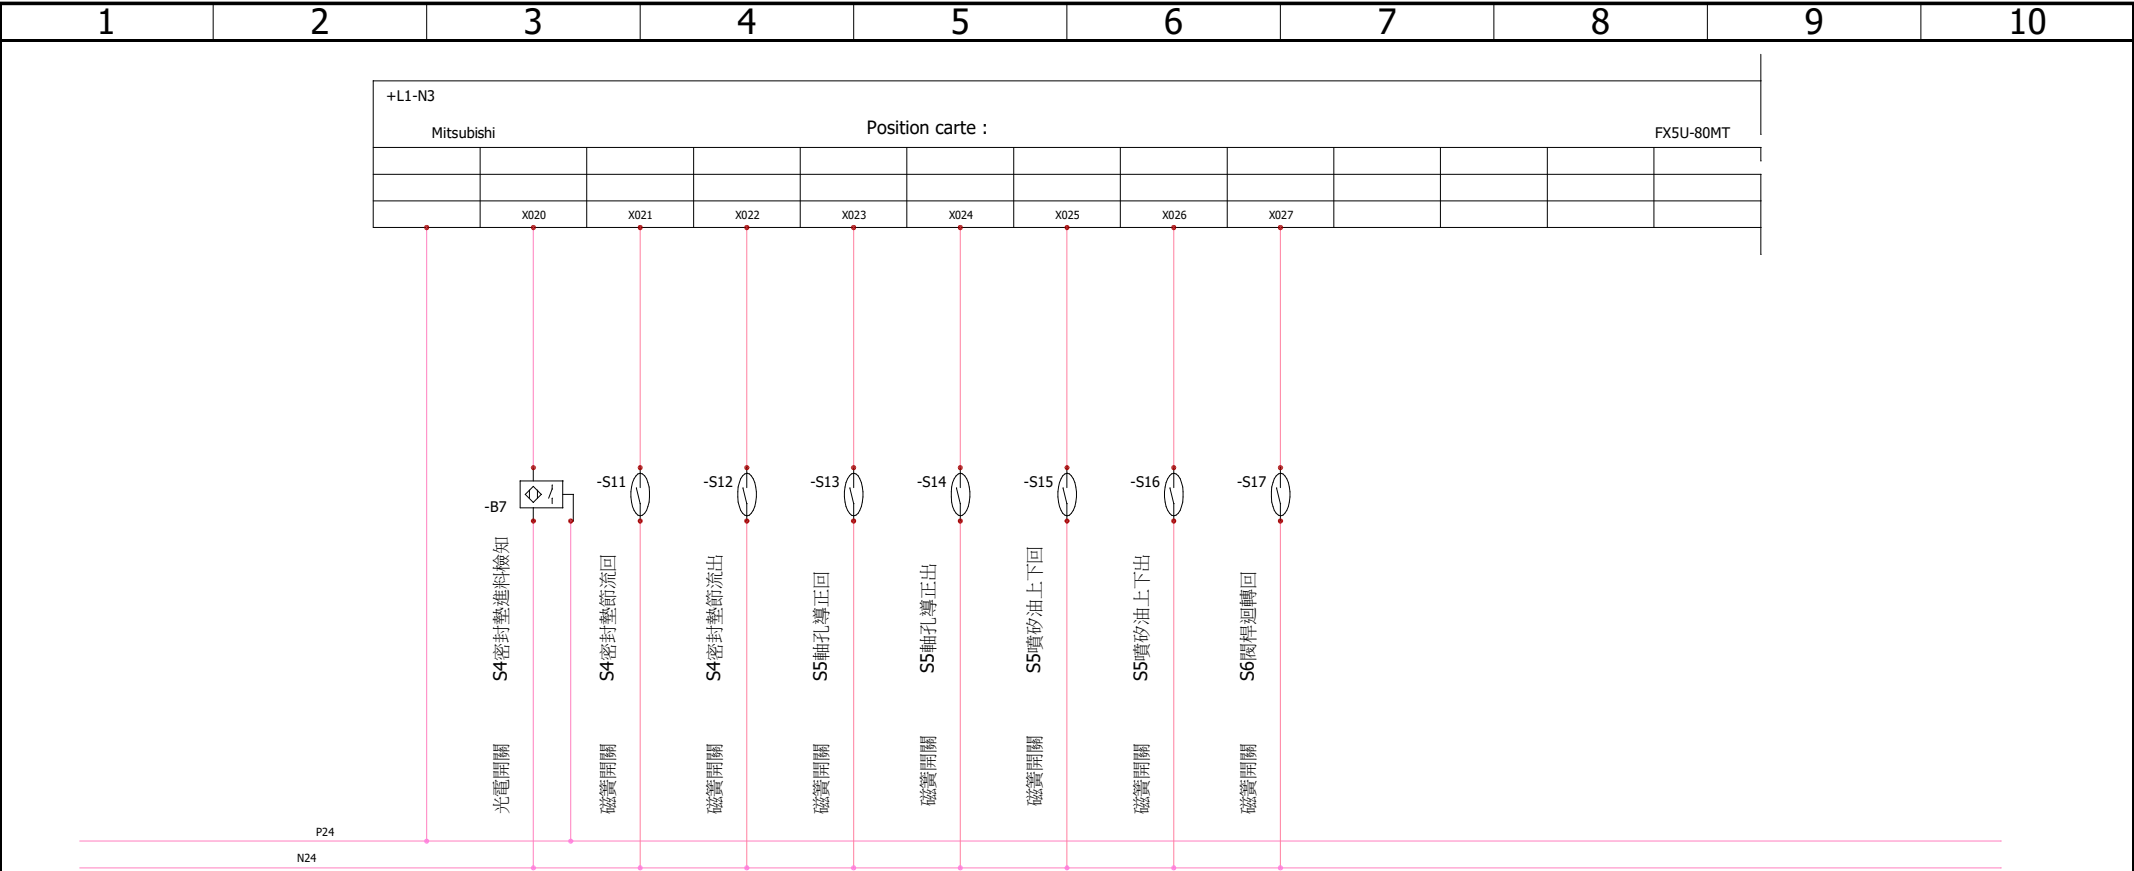 1 2 3 4 5 6 7 8 9 10
+L1-N3
Mitsubishi Position carte : FX5U-80MT
X020 X021 X022 X023 X024 X025 X026 X027
-B7 -S11 -S12 -S13 -S14 -S15 -S16 -S17
S4密封墊進料檢知
S4密封墊節流回
S4密封墊節流出
S5軸孔導正回
S5軸孔導正出
S5噴矽油上下回
S5噴矽油上下出
S6閥桿迴轉回
光電開關
磁簧開關
磁簧開關
磁簧開關
磁簧開關
磁簧開關
磁簧開關
磁簧開關
P24
N24